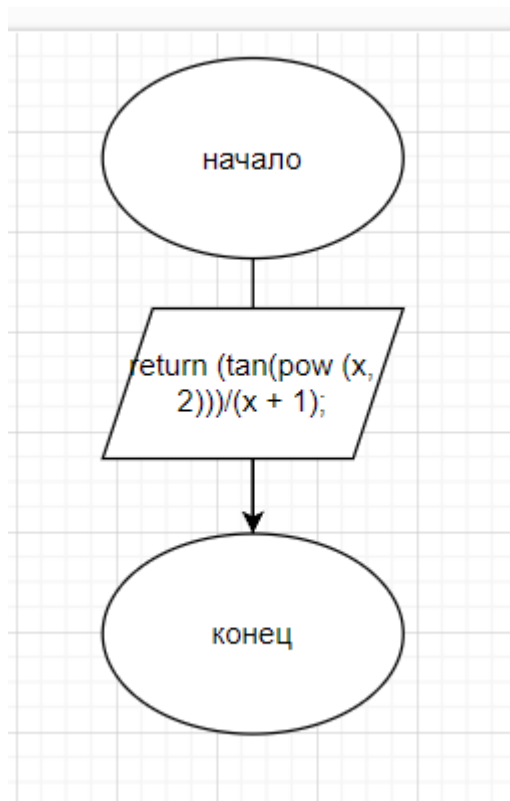 начало
return (tan(pow (x,
2)))/(x + 1);
конец